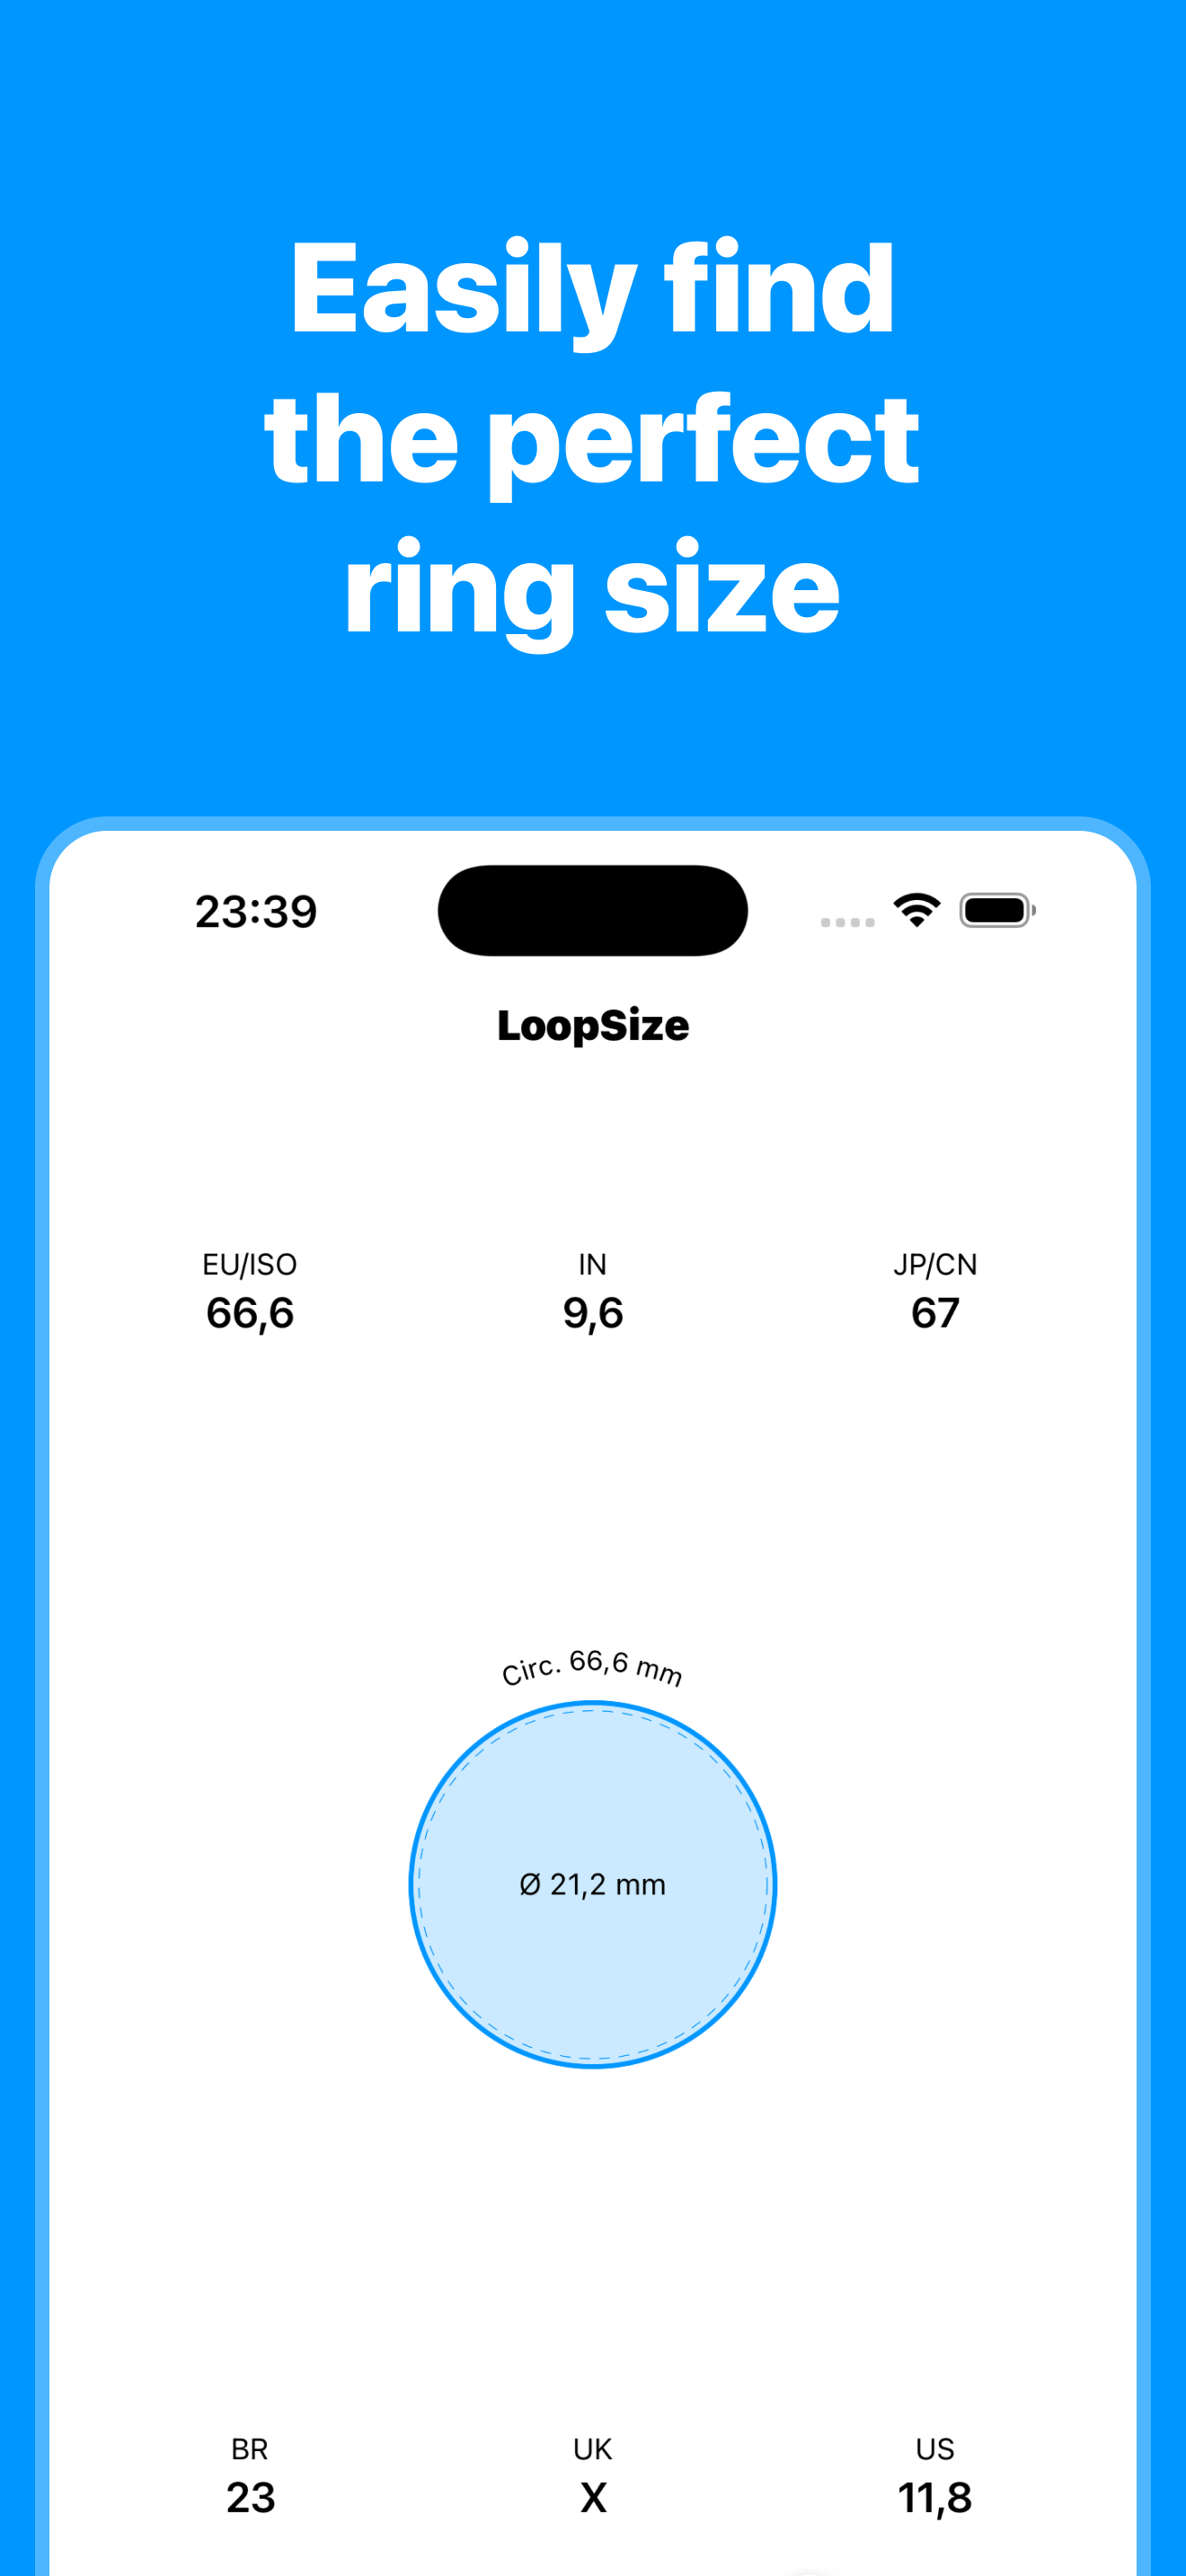 Easily find
the perfect
ring size
23:39
LoopSize
EU/ISO
66,6
IN
9,6
JP/CN
67
Circ. 66,6 mm
Ø 21,2 mm
BR
23
UK
X
US
11,8